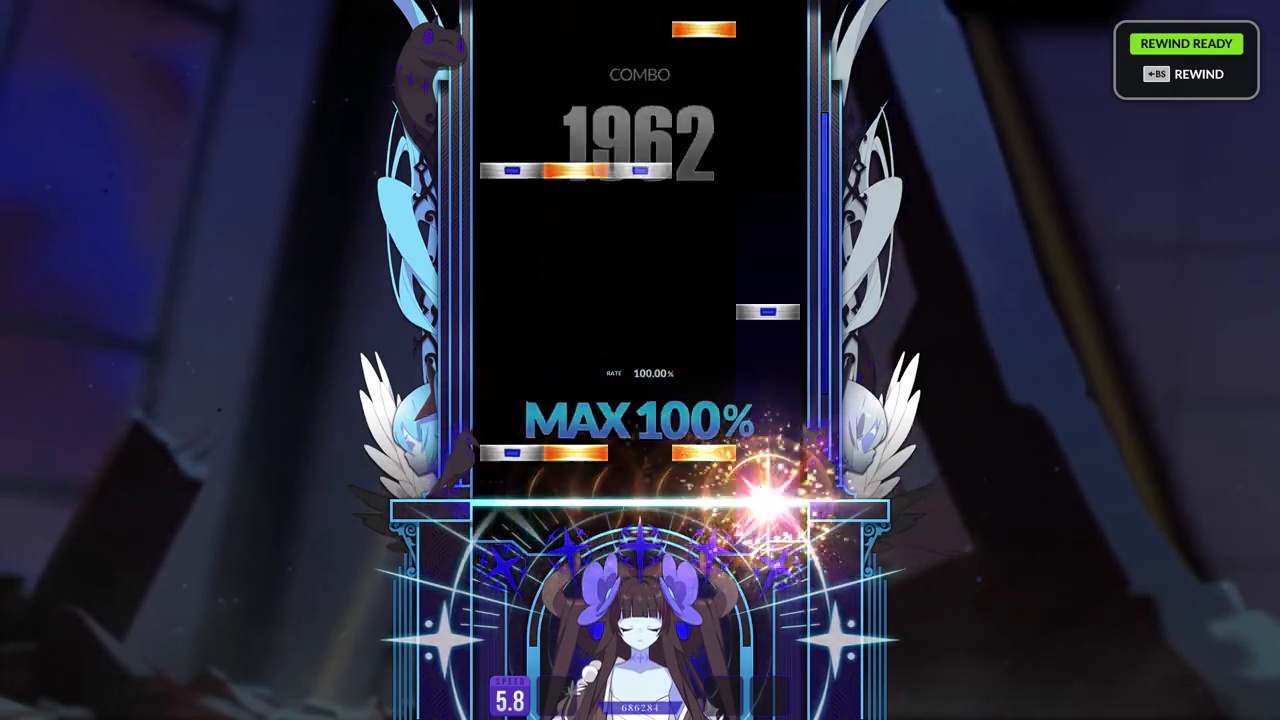 REWIND READY
←BS REWIND
COMBO
1962
RATE 100.00%
MAX 100%
SPEED
5.8
686284